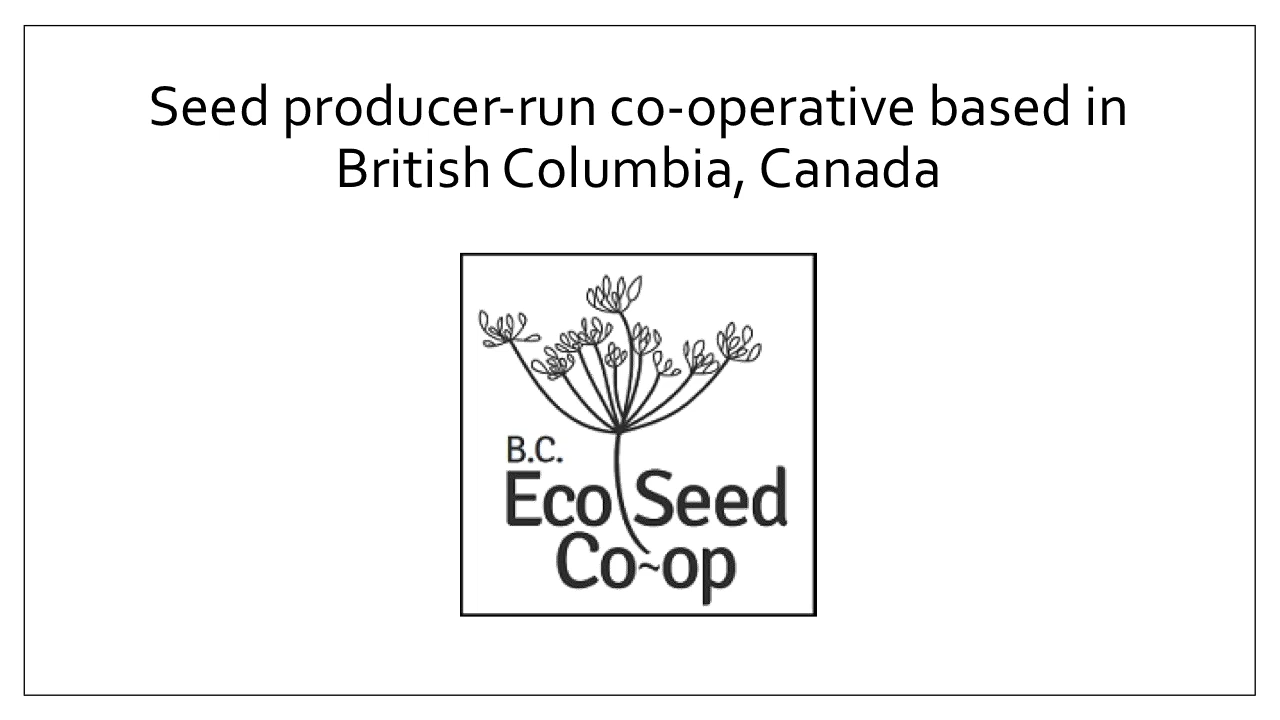 Seed producer-run co-operative based in
British Columbia, Canada
B.C.
Eco Seed
Co~op